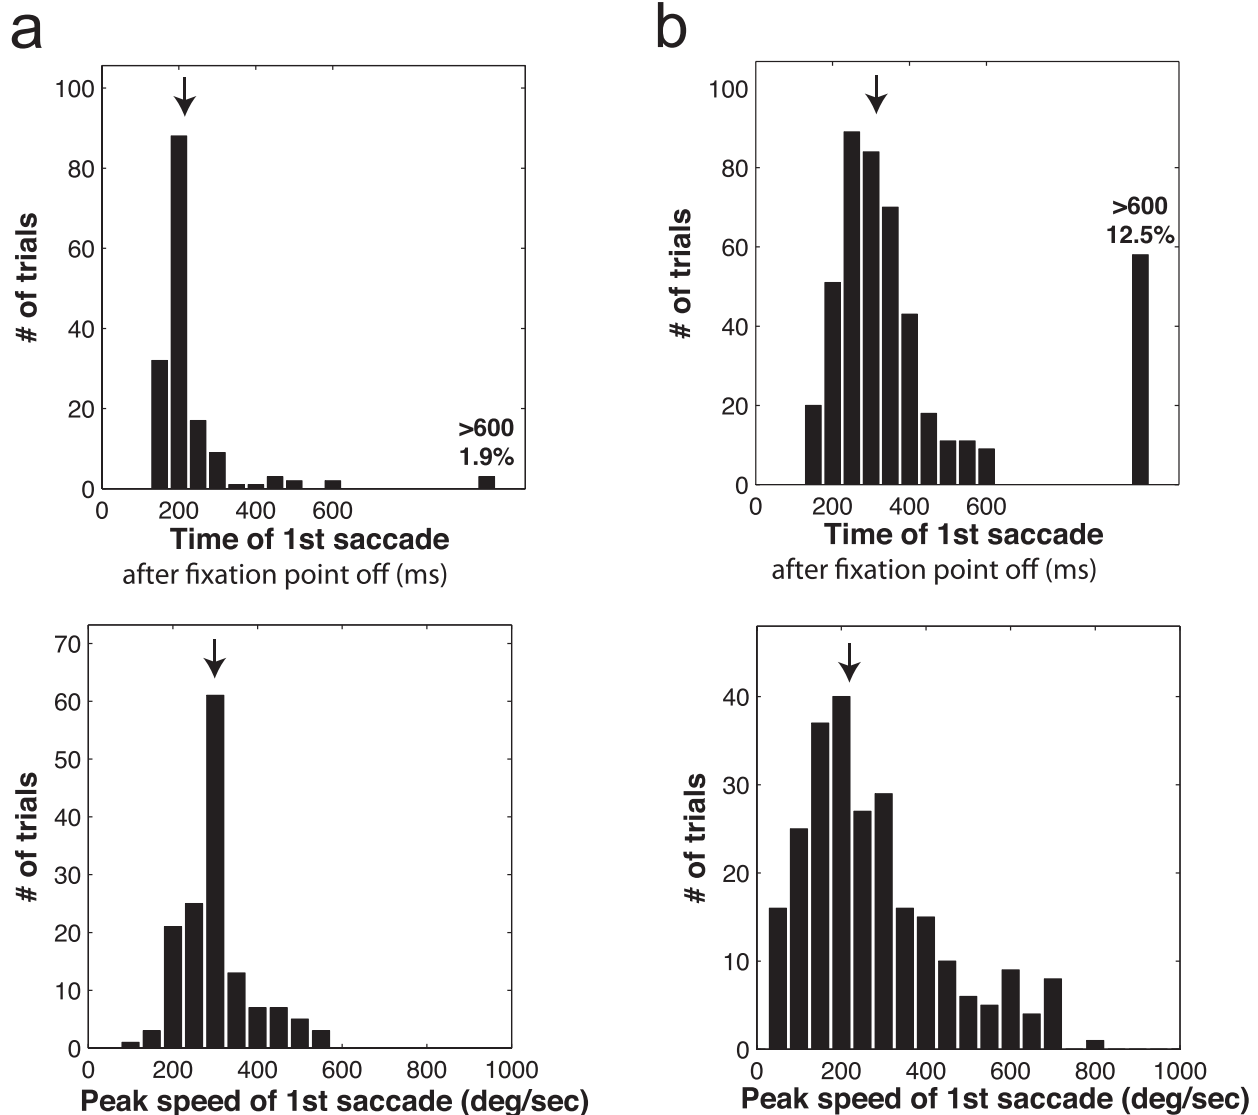 a
100
80
60
40
20
0
# of trials
>600
1.9%
0 200 400 600
Time of 1st saccade
after fixation point off (ms)
b
100
80
60
40
20
0
# of trials
>600
12.5%
0 200 400 600
Time of 1st saccade
after fixation point off (ms)
70
60
50
40
30
20
10
0
# of trials
0 200 400 600 800 1000
Peak speed of 1st saccade (deg/sec)
40
30
20
10
0
# of trials
0 200 400 600 800 1000
Peak speed of 1st saccade (deg/sec)